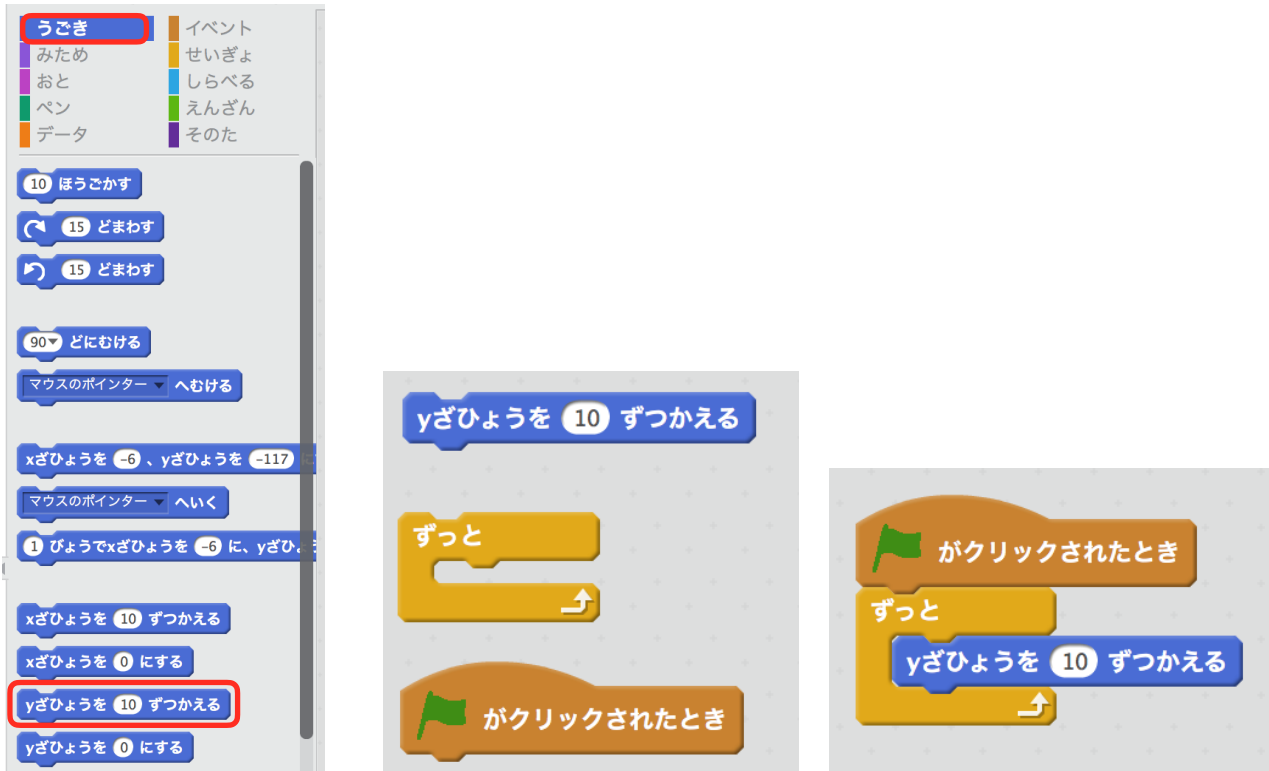 うごき
イベント
みため
せいぎょ
おと
しらべる
ペン
えんざん
データ
そのた
10 ほうごかす
15 どまわす
15 どまわす
90 どにむける
マウスのポインター へむける
xざひょうを -6 、yざひょうを -117 に
マウスのポインター へいく
1 びょうでxざひょうを -6 に、yざひょ
xざひょうを 10 ずつかえる
xざひょうを 0 にする
yざひょうを 10 ずつかえる
yざひょうを 0 にする
yざひょうを 10 ずつかえる
ずっと
がクリックされたとき
がクリックされたとき
ずっと
yざひょうを 10 ずつかえる